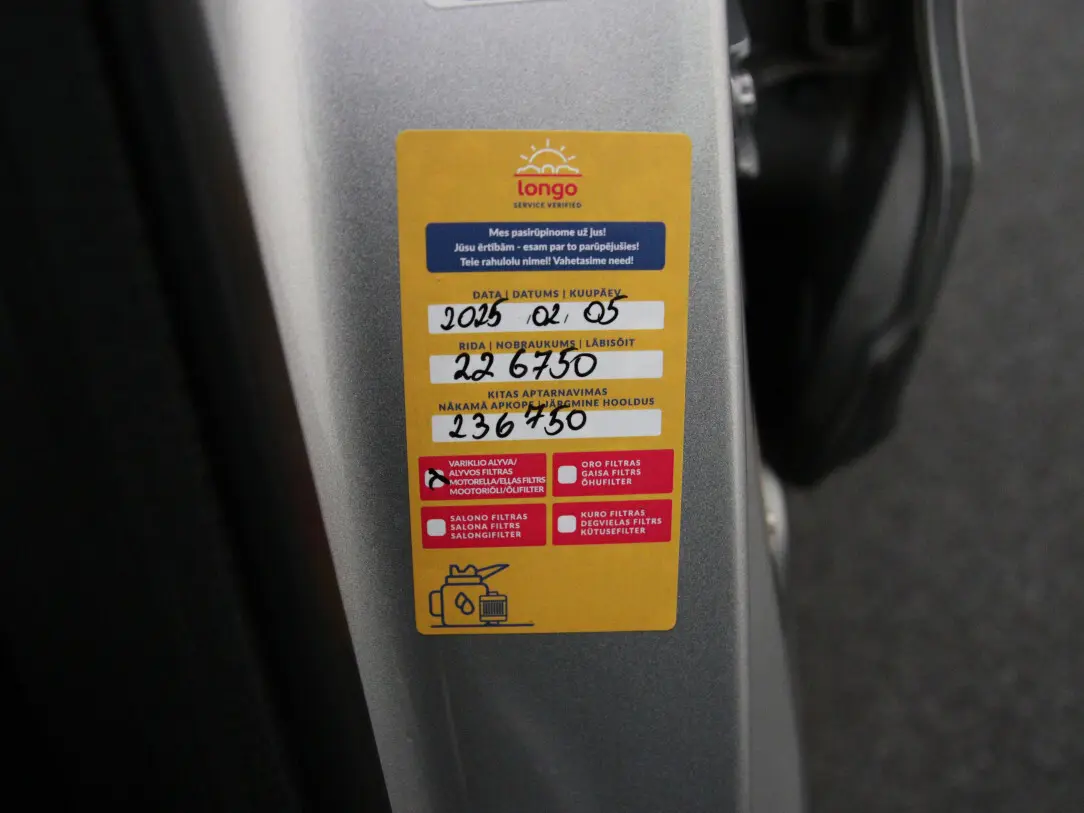 longo
SERVICE VERIFIED
Mes pasirūpinome už jus!
Jūsu ērtībām - esam par to parūpējušies!
Teie rahulolu nimel! Vahetasime need!
DATA | DATUMS | KUUPÄEV
2025 .02. 05
RIDA | NOBRAUKUMS | LÄBISÕIT
226750
KITAS APTARNAVIMAS
NĀKAMĀ APKOPE | JÄRGMINE HOOLDUS
236750
VARIKLIO ALYVA/
ALYVOS FILTRAS
MOTOREĻĻA/EĻĻAS FILTRS
MOOTORIÕLI/ÕLIFILTER
ORO FILTRAS
GAISA FILTRS
ÕHUFILTER
SALONO FILTRAS
SALONA FILTRS
SALONGIFILTER
KURO FILTRAS
DEGVIELAS FILTRS
KÜTUSEFILTER